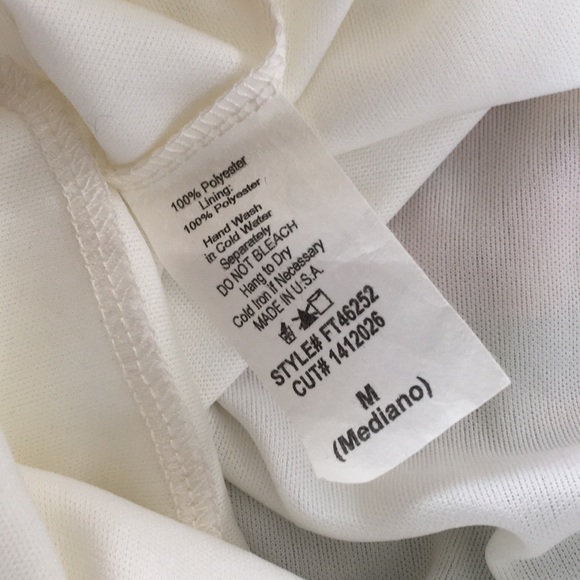 100% Polyester
Lining:
100% Polyester
Hand Wash
in Cold Water
Separately
DO NOT BLEACH
Hang to Dry
Cold Iron if Necessary
MADE IN U.S.A.
STYLE# FT46252
CUT# 1412026
M
(Mediano)